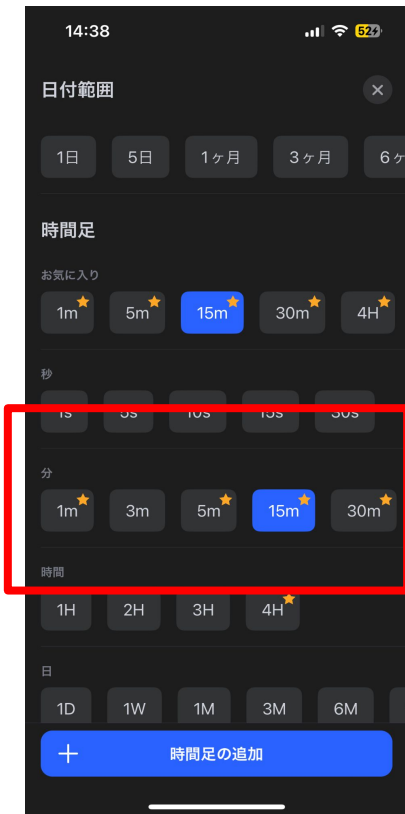 14:38 52
日付範囲
1日 5日 1ヶ月 3ヶ月 6ヶ
時間足
お気に入り
1m 5m 15m 30m 4H
秒
1s 5s 10s 15s 30s
分
1m 3m 5m 15m 30m
時間
1H 2H 3H 4H
日
1D 1W 1M 3M 6M
時間足の追加